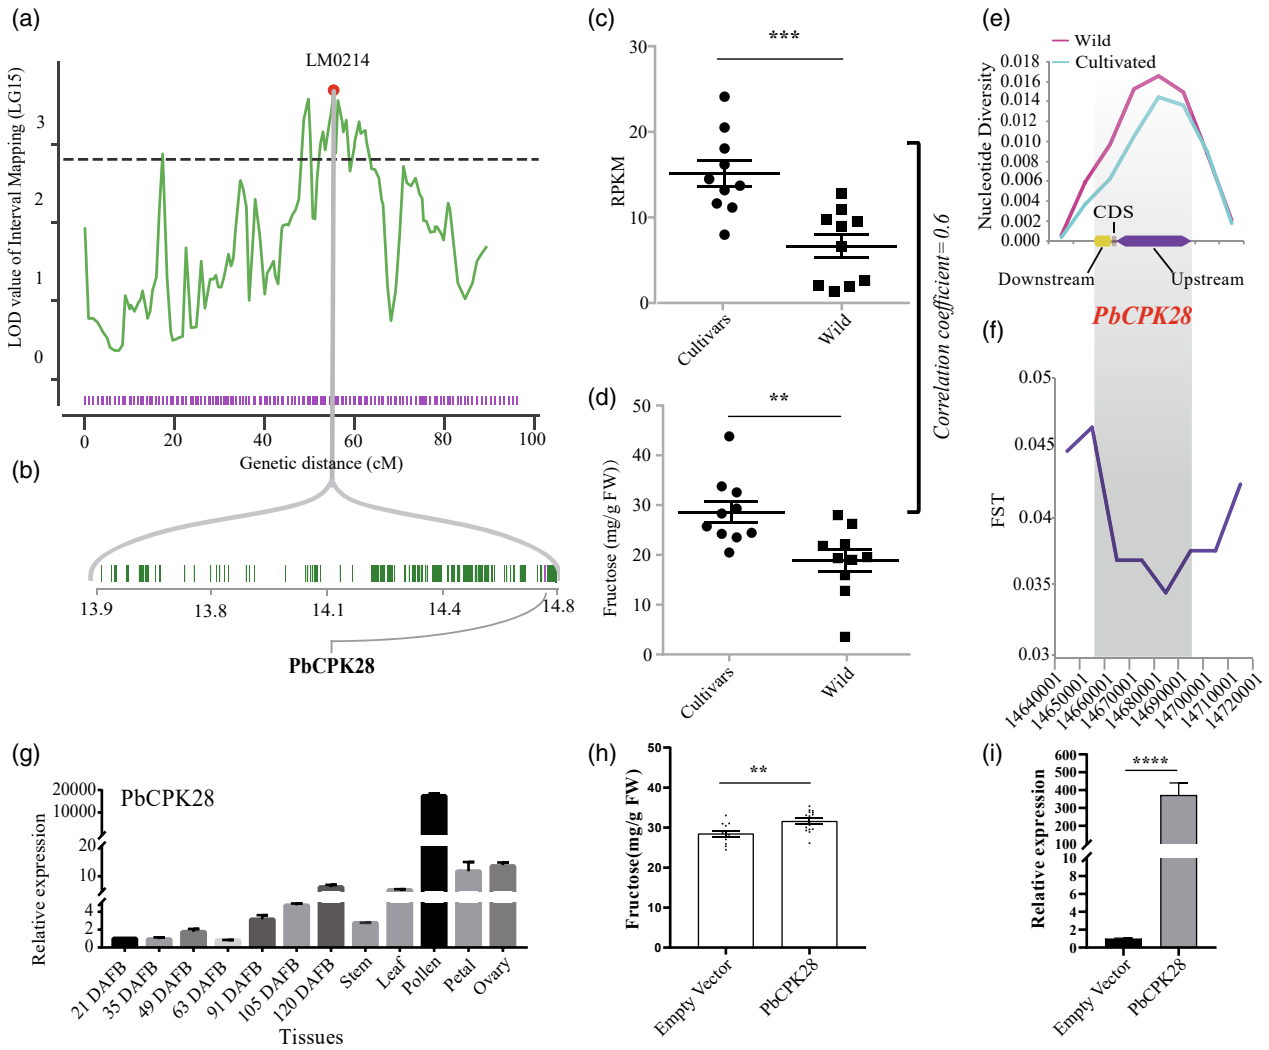 (a)
LM0214
LOD value of Interval Mapping (LG15)
3
2
1
0
0 20 40 60 80 100
Genetic distance (cM)
(b)
13.9 13.8 14.1 14.4 14.8
PbCPK28
(c)
***
RPKM
30
20
10
0
Cultivars
Wild
Correlation coefficient=0.6
(d)
**
Fructose (mg/g FW))
50
40
30
20
10
0
Cultivars
Wild
(e)
Wild
Cultivated
Nucleotide Diversity
0.018
0.016
0.014
0.012
0.010
0.008
0.006
0.004
0.002
0.000
CDS
Downstream
Upstream
PbCPK28
(f)
FST
0.05
0.045
0.04
0.035
0.03
14640001
14650001
14660001
14670001
14680001
14690001
14700001
14710001
14720001
(g)
PbCPK28
Relative expression
20000
10000
20
10
4
2
0
21 DAFB
35 DAFB
49 DAFB
63 DAFB
91 DAFB
105 DAFB
120 DAFB
Stem
Leaf
Pollen
Petal
Ovary
Tissues
(h)
**
Fructose(mg/g FW)
50
40
30
20
10
0
Empty Vector
PbCPK28
(i)
****
Relative expression
600
500
400
300
200
100
10
8
6
4
2
0
Empty Vector
PbCPK28